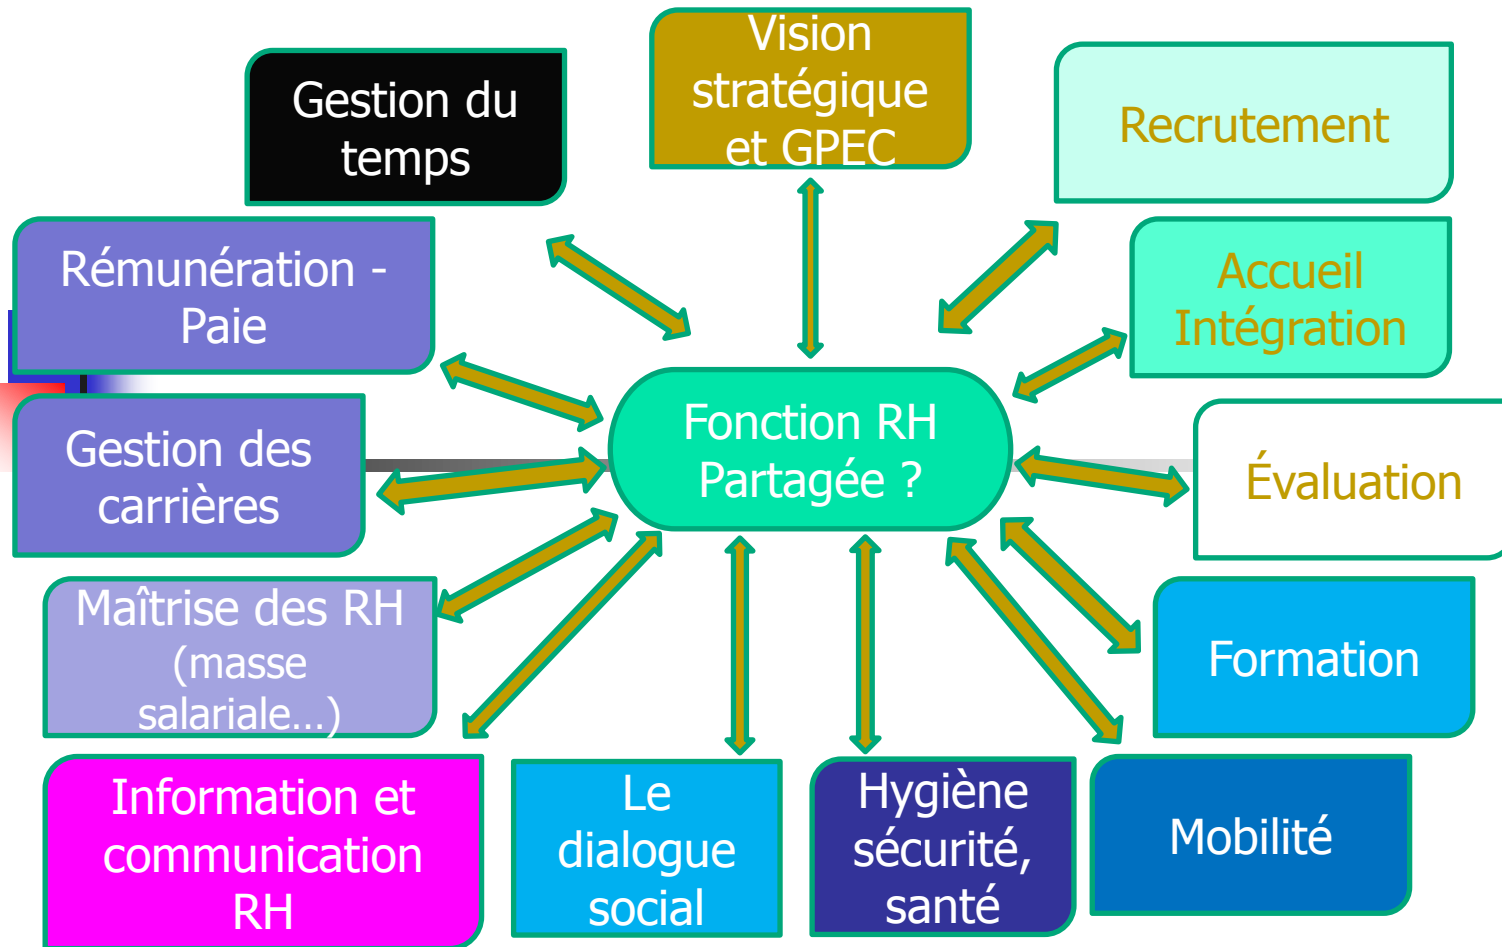 Vision
stratégique
et GPEC
Gestion du
temps
Recrutement
Rémunération -
Paie
Accueil
Intégration
Fonction RH
Partagée ?
Gestion des
carrières
Évaluation
Maîtrise des RH
(masse
salariale…)
Formation
Information et
communication
RH
Le
dialogue
social
Hygiène
sécurité,
santé
Mobilité